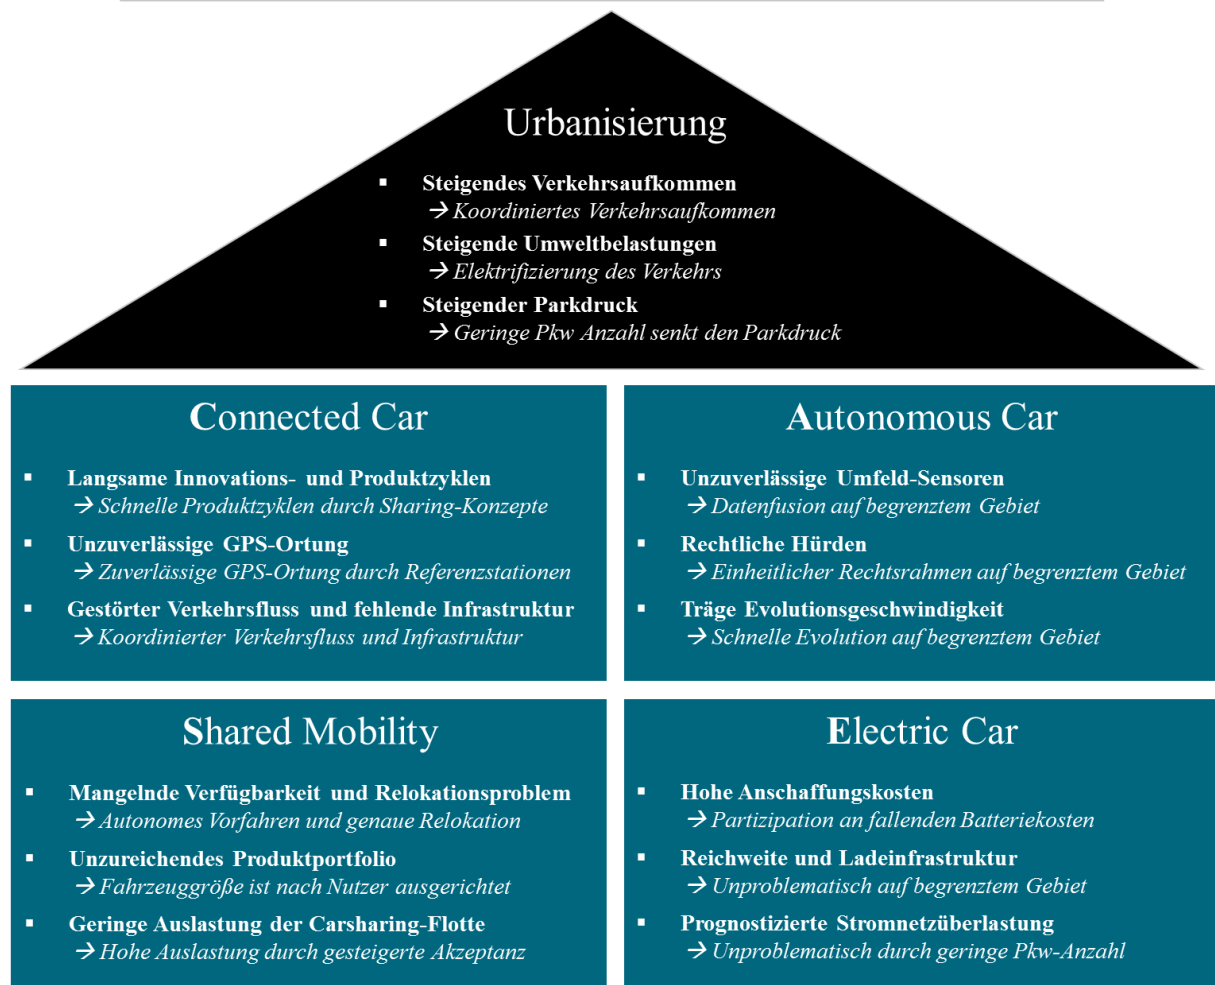 Urbanisierung
▪ Steigendes Verkehrsaufkommen
→ Koordiniertes Verkehrsaufkommen
▪ Steigende Umweltbelastungen
→ Elektrifizierung des Verkehrs
▪ Steigender Parkdruck
→ Geringe Pkw Anzahl senkt den Parkdruck
Connected Car
▪ Langsame Innovations- und Produktzyklen
→ Schnelle Produktzyklen durch Sharing-Konzepte
▪ Unzuverlässige GPS-Ortung
→ Zuverlässige GPS-Ortung durch Referenzstationen
▪ Gestörter Verkehrsfluss und fehlende Infrastruktur
→ Koordinierter Verkehrsfluss und Infrastruktur
Autonomous Car
▪ Unzuverlässige Umfeld-Sensoren
→ Datenfusion auf begrenztem Gebiet
▪ Rechtliche Hürden
→ Einheitlicher Rechtsrahmen auf begrenztem Gebiet
▪ Träge Evolutionsgeschwindigkeit
→ Schnelle Evolution auf begrenztem Gebiet
Shared Mobility
▪ Mangelnde Verfügbarkeit und Relokationsproblem
→ Autonomes Vorfahren und genaue Relokation
▪ Unzureichendes Produktportfolio
→ Fahrzeuggröße ist nach Nutzer ausgerichtet
▪ Geringe Auslastung der Carsharing-Flotte
→ Hohe Auslastung durch gesteigerte Akzeptanz
Electric Car
▪ Hohe Anschaffungskosten
→ Partizipation an fallenden Batteriekosten
▪ Reichweite und Ladeinfrastruktur
→ Unproblematisch auf begrenztem Gebiet
▪ Prognostizierte Stromnetzüberlastung
→ Unproblematisch durch geringe Pkw-Anzahl